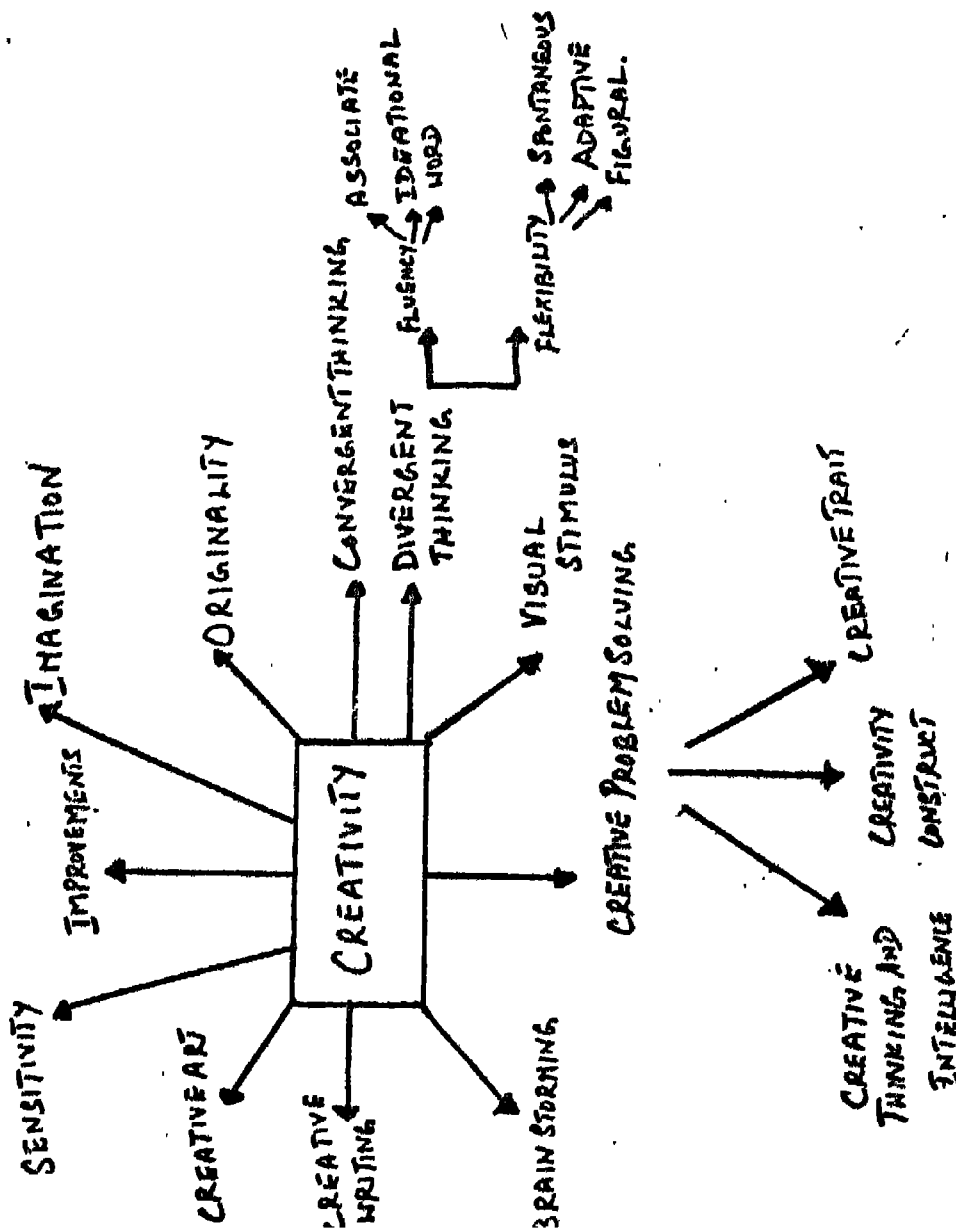 SENSITIVITY
IMPROVEMENTS
IMAGINATION
CREATIVE ART
ORIGINALITY
CREATIVE
WRITING
CREATIVITY
CONVERGENT THINKING
DIVERGENT
THINKING
FLUENCY
ASSOCIATE
IDEATIONAL
WORD
FLEXIBILITY
SPONTANEOUS
ADAPTIVE
FIGURAL.
BRAIN STORMING
VISUAL
STIMULUS
CREATIVE PROBLEM SOLVING
CREATIVE
THINKING AND
INTELLIGENCE
CREATIVITY
CONSTRUCT
CREATIVE TRAIT